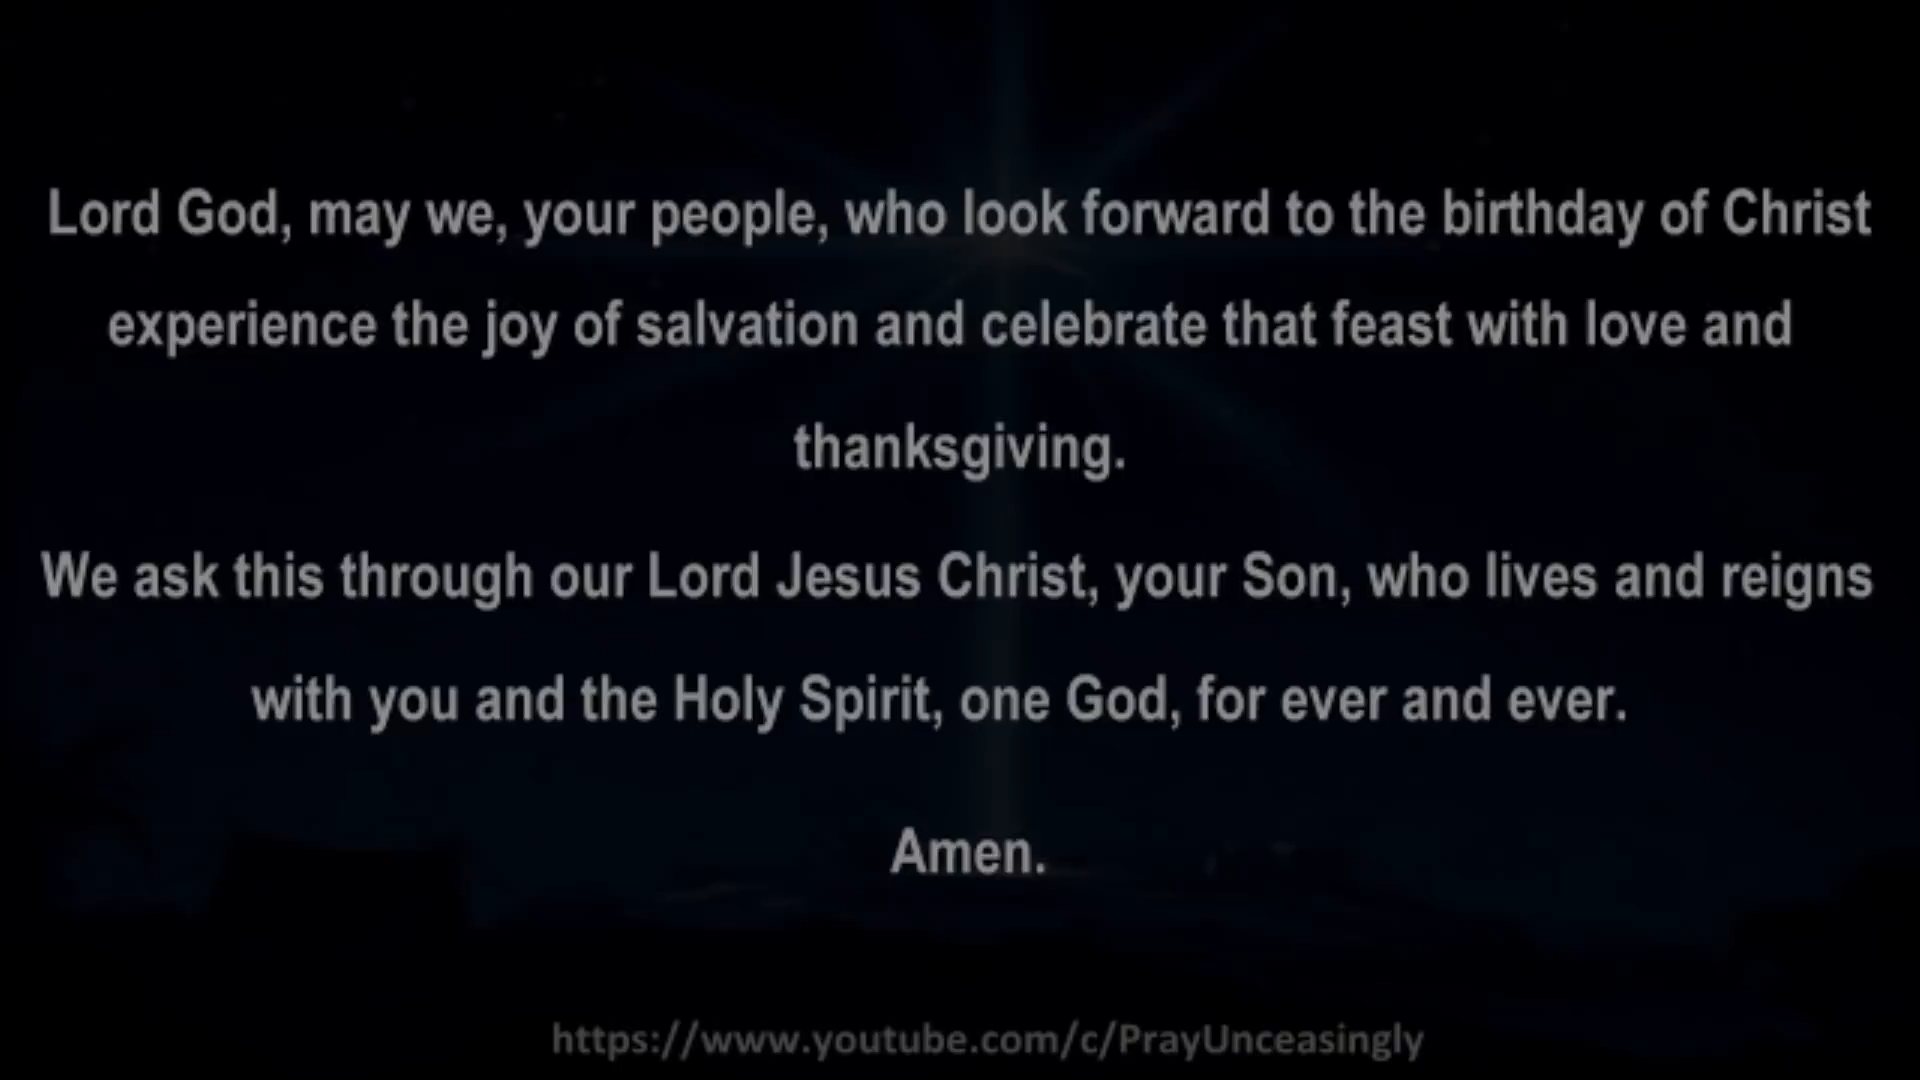 Lord God, may we, your people, who look forward to the birthday of Christ
experience the joy of salvation and celebrate that feast with love and
thanksgiving.
We ask this through our Lord Jesus Christ, your Son, who lives and reigns
with you and the Holy Spirit, one God, for ever and ever.
Amen.
https://www.youtube.com/c/PrayUnceasingly